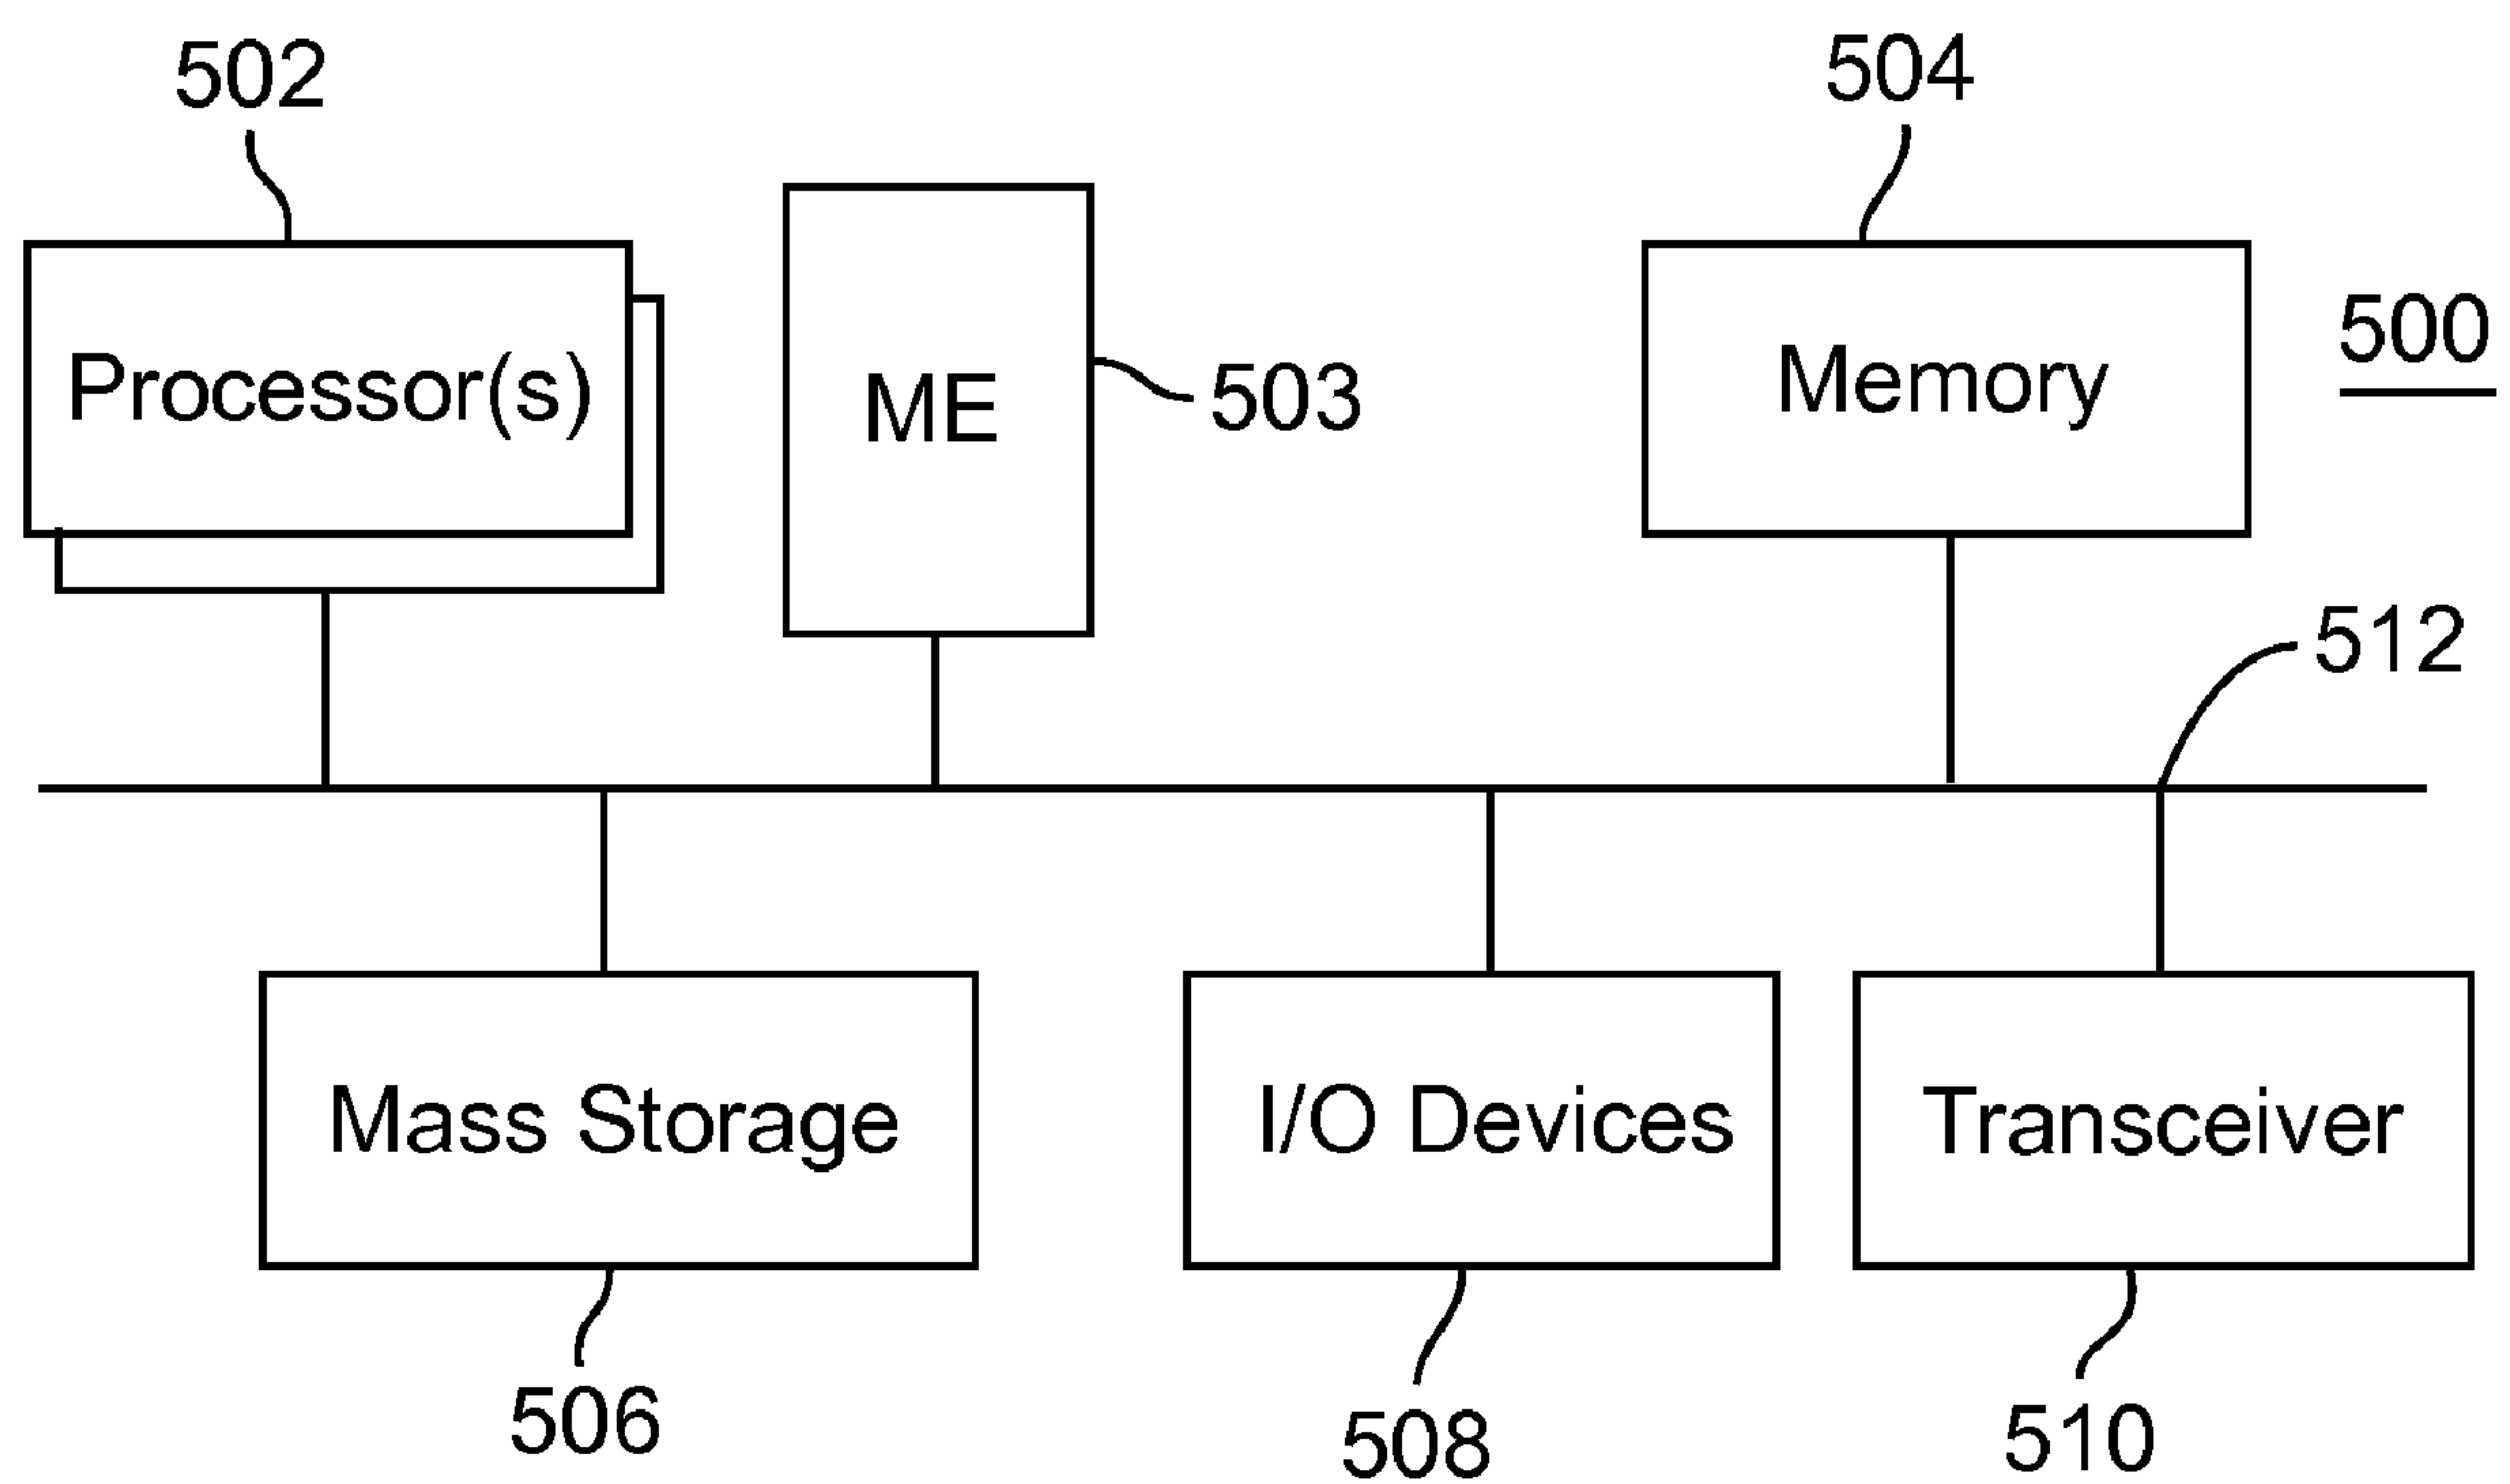 502
504
Processor(s)
ME
503
Memory
500
512
Mass Storage
I/O Devices
Transceiver
506
508
510